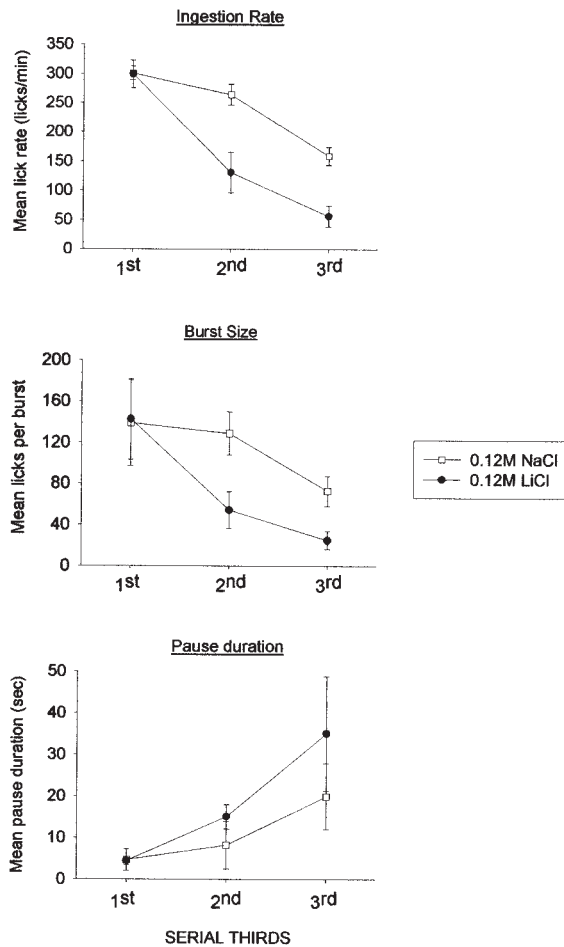 Ingestion Rate
Mean lick rate (licks/min)
350
300
250
200
150
100
50
0
1st 2nd 3rd
Burst Size
Mean licks per burst
200
160
120
80
40
0
1st 2nd 3rd
0.12M NaCl
0.12M LiCl
Pause duration
Mean pause duration (sec)
50
40
30
20
10
0
1st 2nd 3rd
SERIAL THIRDS